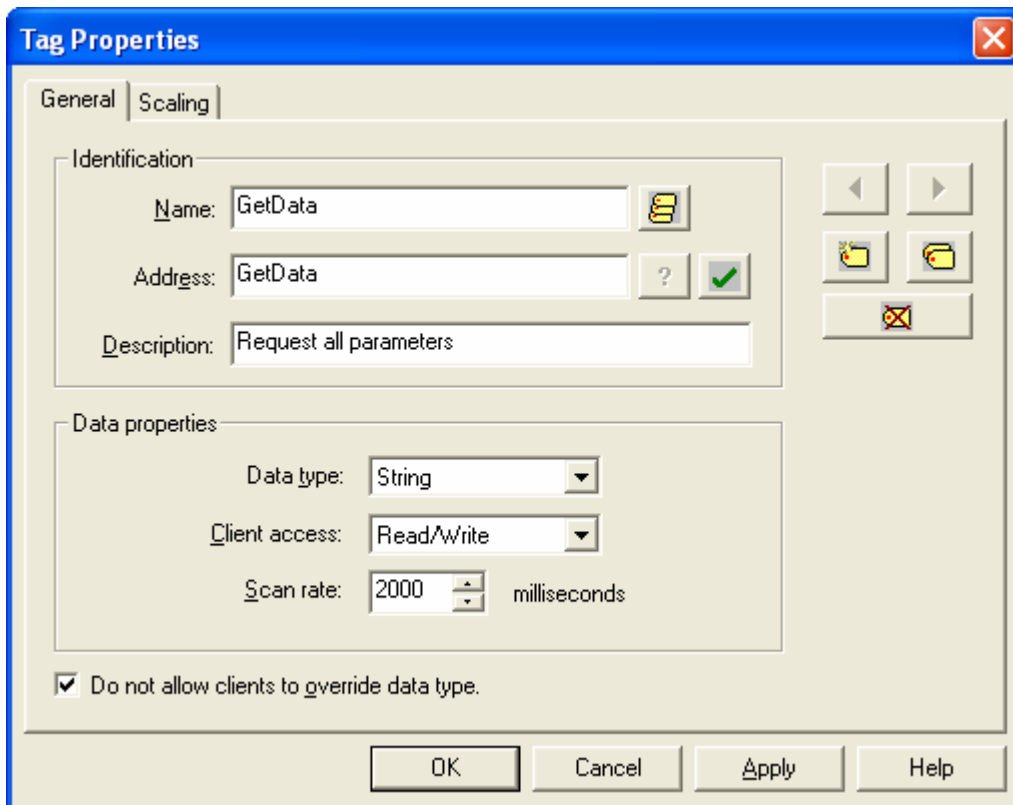 Tag Properties
General Scaling
Identification
Name: GetData
Address: GetData ?
Description: Request all parameters
Data properties
Data type: String
Client access: Read/Write
Scan rate: 2000 milliseconds
Do not allow clients to override data type.
OK Cancel Apply Help